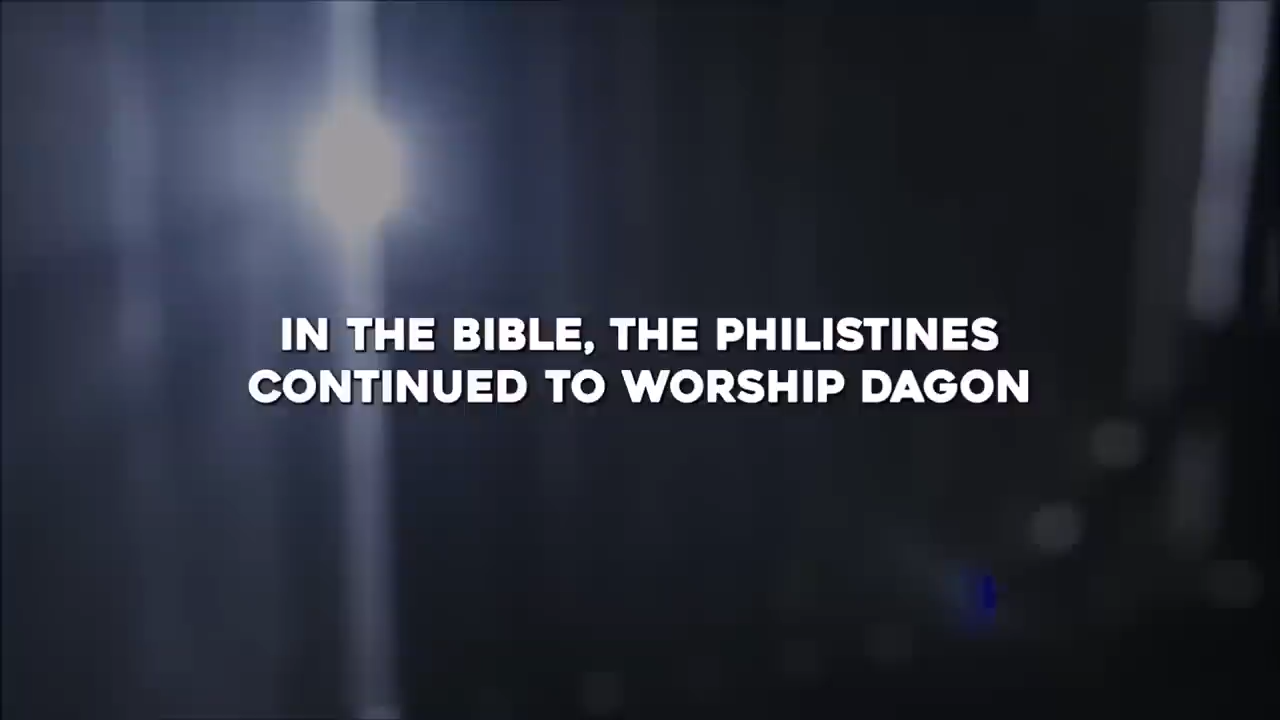 IN THE BIBLE, THE PHILISTINES
CONTINUED TO WORSHIP DAGON